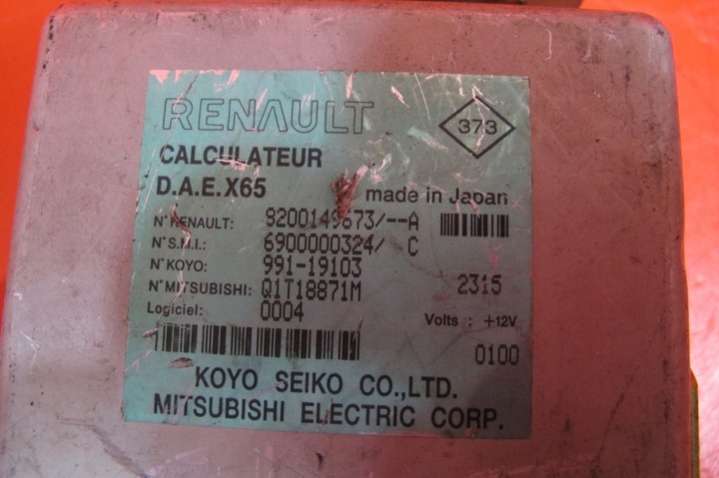 RENAULT
373
CALCULATEUR
D.A.E.X65
made in Japan
N° RENAULT: 8200149673/--A
N° S.M.I.: 6900000324/ C
N° KOYO: 991-19103
N° MITSUBISHI: Q1T18871M 2315
Logiciel: 0004 Volts : +12V
0100
KOYO SEIKO CO.,LTD.
MITSUBISHI ELECTRIC CORP.